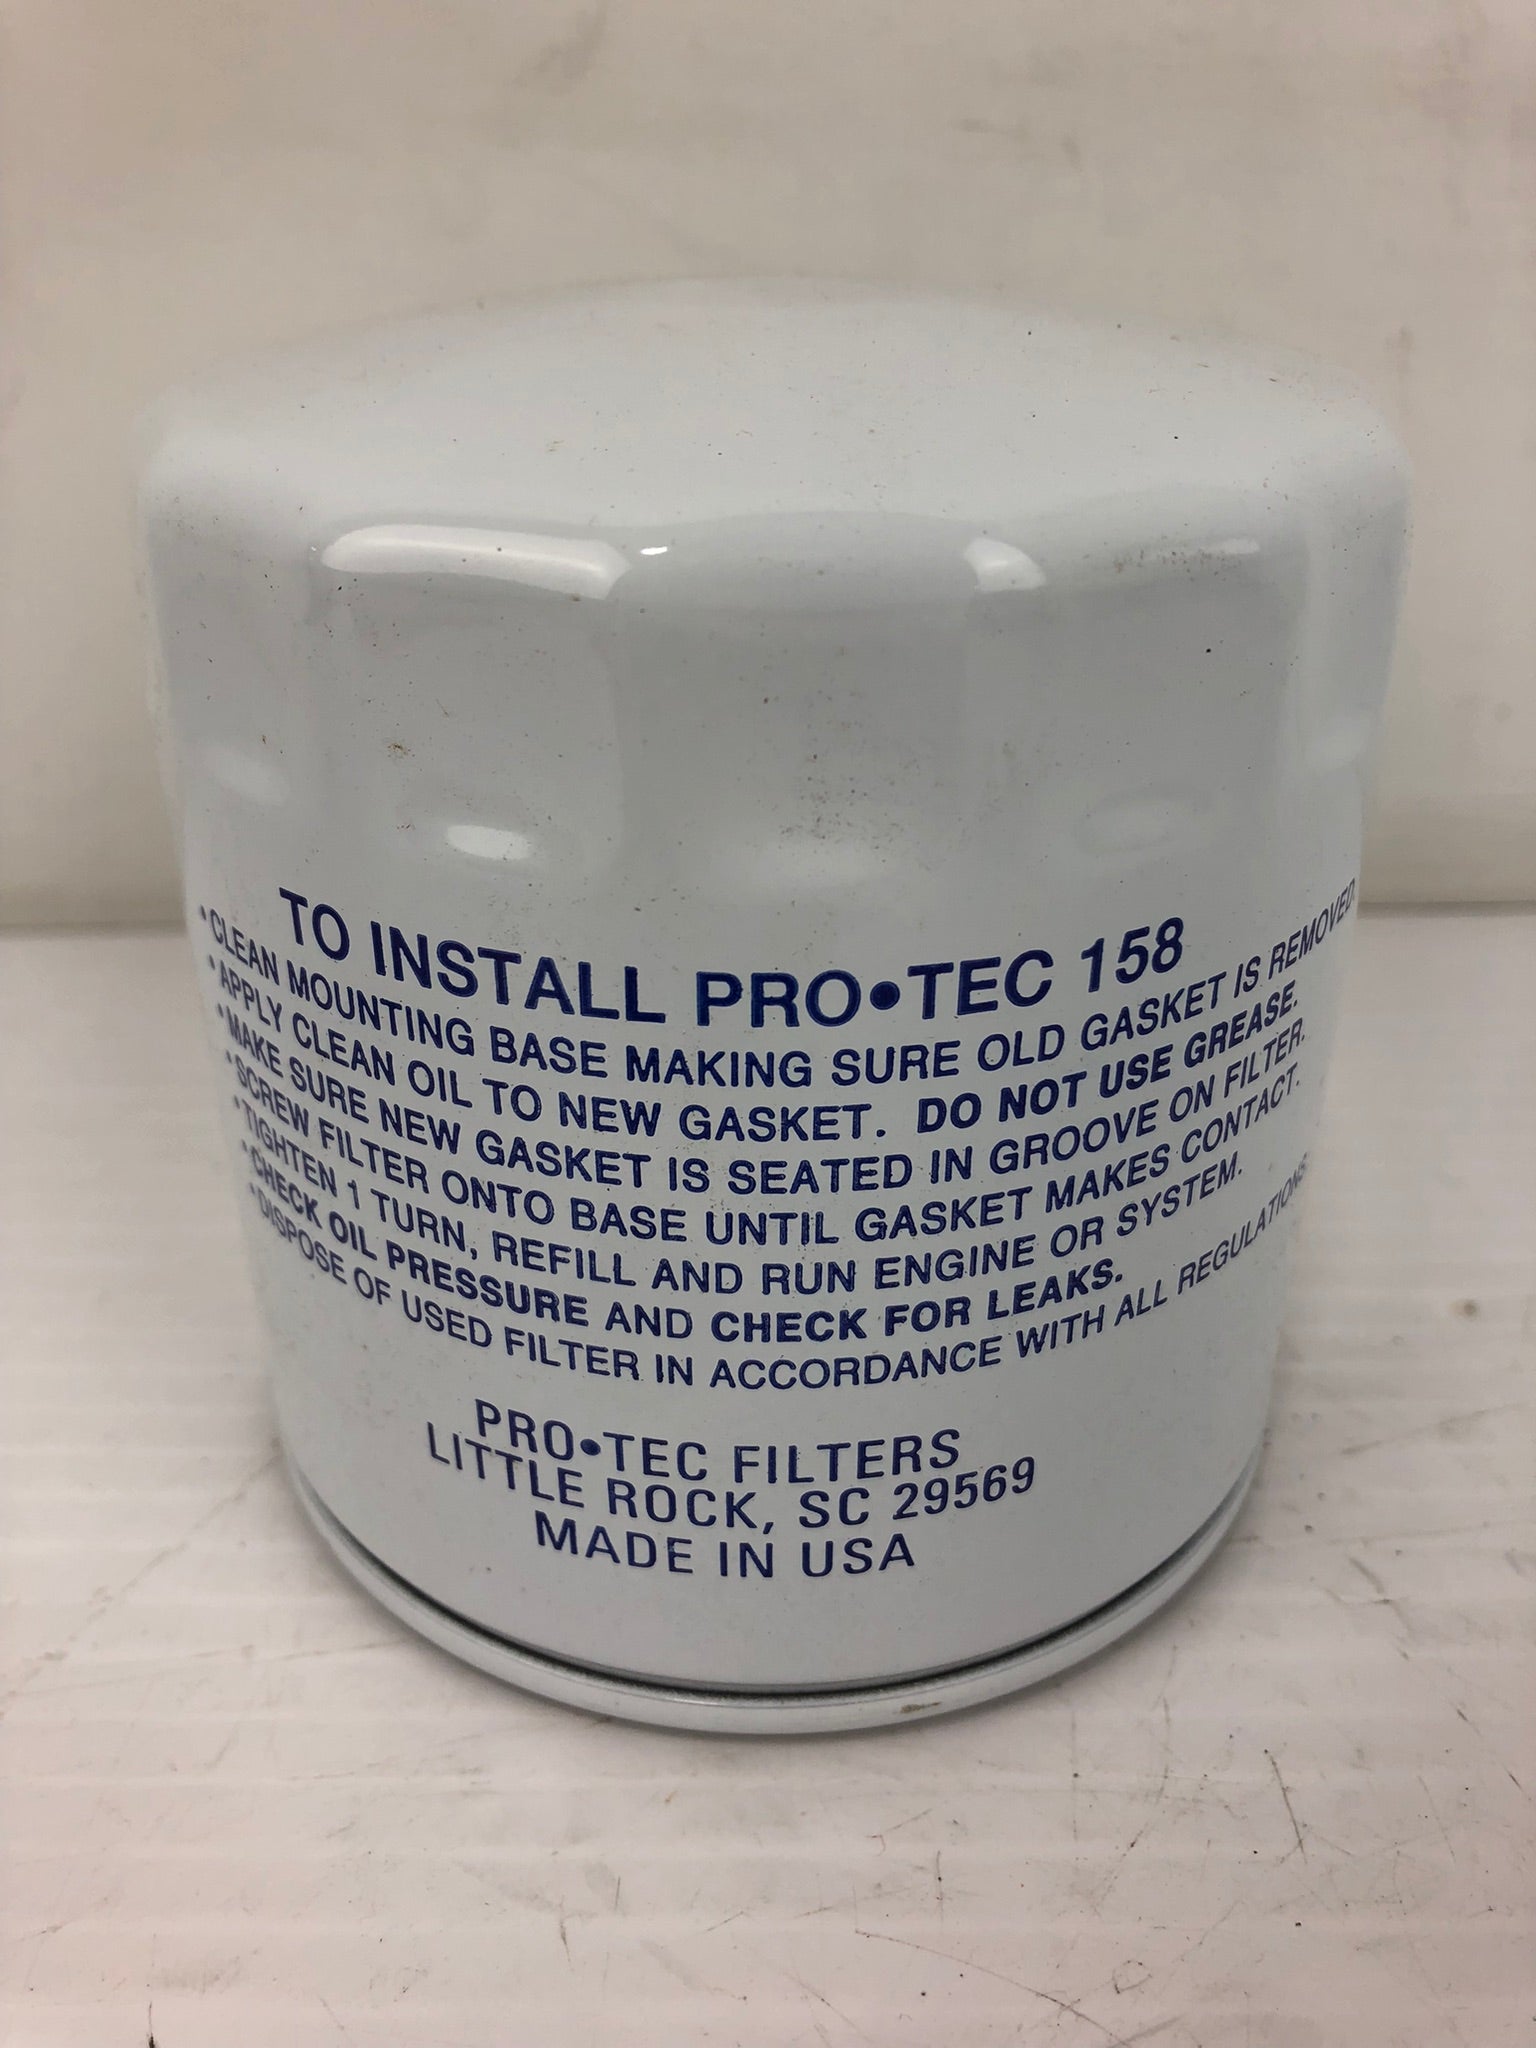 TO INSTALL PRO•TEC 158
•CLEAN MOUNTING BASE MAKING SURE OLD GASKET IS REMOVED.
•APPLY CLEAN OIL TO NEW GASKET. DO NOT USE GREASE.
•MAKE SURE NEW GASKET IS SEATED IN GROOVE ON FILTER.
•SCREW FILTER ONTO BASE UNTIL GASKET MAKES CONTACT.
•TIGHTEN 1 TURN, REFILL AND RUN ENGINE OR SYSTEM.
•CHECK OIL PRESSURE AND CHECK FOR LEAKS.
•DISPOSE OF USED FILTER IN ACCORDANCE WITH ALL REGULATIONS
PRO•TEC FILTERS
LITTLE ROCK, SC 29569
MADE IN USA